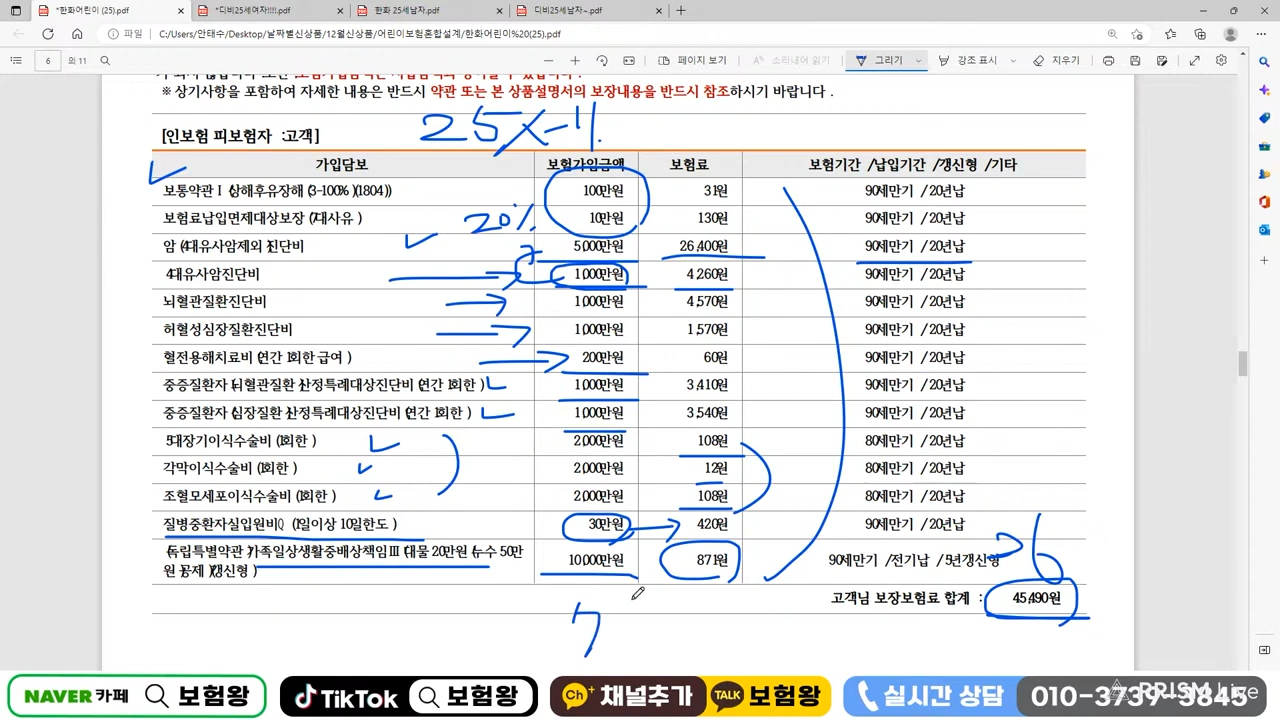 *한화어린이 (25).pdf
*디비25세여자!!!!.pdf
한화 25세남자.pdf
디비25세남자~.pdf
파일
C:/Users/안태수/Desktop/날짜별신상품/12월신상품/어린이보험혼합설계/한화어린이%20(25).pdf
6 의 11
페이지 보기
소리내어 읽기
그리기
강조 표시
지우기
※ 상기사항을 포함하여 자세한 내용은 반드시 약관 또는 본 상품설명서의 보장내용을 반드시 참조하시기 바랍니다 .
[인보험 피보험자 :고객]
가입담보 보험가입금액 보험료 보험기간 /납입기간 /갱신형 /기타
보통약관Ⅰ (상해후유장해 (3-100% )(1804)) 100만원 31원 90세만기 / 20년납
보험료납입면제대상보장 (7대사유 ) 10만원 130원 90세만기 / 20년납
20%
암 (4대유사암제외 )진단비 5,000만원 26,400원 90세만기 / 20년납
4대유사암진단비 1,000만원 4,260원 90세만기 / 20년납
뇌혈관질환진단비 1,000만원 4,570원 90세만기 / 20년납
허혈성심장질환진단비 1,000만원 1,570원 90세만기 / 20년납
혈전용해치료비 (연간 1회한 급여 ) 200만원 60원 90세만기 / 20년납
중증질환자 (뇌혈관질환 )산정특례대상진단비 (연간 1회한 ) 1,000만원 3,410원 90세만기 / 20년납
중증질환자 (심장질환 )산정특례대상진단비 (연간 1회한 ) 1,000만원 3,540원 90세만기 / 20년납
5대장기이식수술비 (1회한 ) 2,000만원 108원 80세만기 / 20년납
각막이식수술비 (1회한 ) 2,000만원 12원 80세만기 / 20년납
조혈모세포이식수술비 (1회한 ) 2,000만원 108원 80세만기 / 20년납
질병중환자실입원비Ⅱ (1일이상 10일한도 ) 30만원 420원 90세만기 / 20년납
(독립특별약관 )가족일상생활중배상책임Ⅲ (대물 20만원 (누수 50만원 )공제 )(갱신형 ) 10,000만원 871원 90세만기 / 전기납 / 5년갱신형
고객님 보장보험료 합계 : 45,490원
7
NAVER 카페 보험왕
TikTok 보험왕
Ch+ 채널추가 TALK 보험왕
실시간 상담 010-3739-5845
PRISM Live